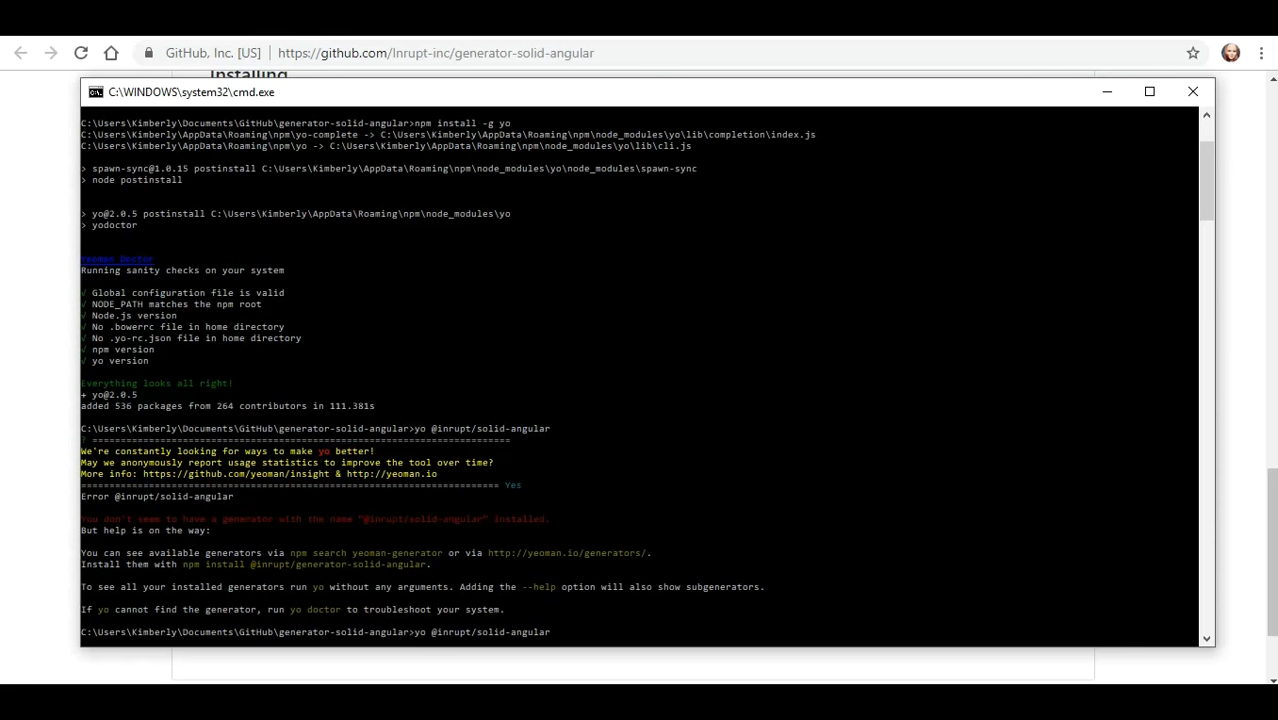 GitHub, Inc. [US] | https://github.com/Inrupt-inc/generator-solid-angular
Installing
C:\WINDOWS\system32\cmd.exe
C:\Users\Kimberly\Documents\GitHub\generator-solid-angular>npm install -g yo
C:\Users\Kimberly\AppData\Roaming\npm\yo-complete -> C:\Users\Kimberly\AppData\Roaming\npm\node_modules\yo\lib\completion\index.js
C:\Users\Kimberly\AppData\Roaming\npm\yo -> C:\Users\Kimberly\AppData\Roaming\npm\node_modules\yo\lib\cli.js
> spawn-sync@1.0.15 postinstall C:\Users\Kimberly\AppData\Roaming\npm\node_modules\yo\node_modules\spawn-sync
> node postinstall
> yo@2.0.5 postinstall C:\Users\Kimberly\AppData\Roaming\npm\node_modules\yo
> yodoctor
Yeoman Doctor
Running sanity checks on your system
√ Global configuration file is valid
√ NODE_PATH matches the npm root
√ Node.js version
√ No .bowerrc file in home directory
√ No .yo-rc.json file in home directory
√ npm version
√ yo version
Everything looks all right!
+ yo@2.0.5
added 536 packages from 264 contributors in 111.381s
C:\Users\Kimberly\Documents\GitHub\generator-solid-angular>yo @inrupt/solid-angular
? ==========================================================================
We're constantly looking for ways to make yo better!
May we anonymously report usage statistics to improve the tool over time?
More info: https://github.com/yeoman/insight & http://yeoman.io
========================================================================== Yes
Error @inrupt/solid-angular
You don't seem to have a generator with the name "@inrupt/solid-angular" installed.
But help is on the way:
You can see available generators via npm search yeoman-generator or via http://yeoman.io/generators/.
Install them with npm install @inrupt/generator-solid-angular.
To see all your installed generators run yo without any arguments. Adding the --help option will also show subgenerators.
If yo cannot find the generator, run yo doctor to troubleshoot your system.
C:\Users\Kimberly\Documents\GitHub\generator-solid-angular>yo @inrupt/solid-angular